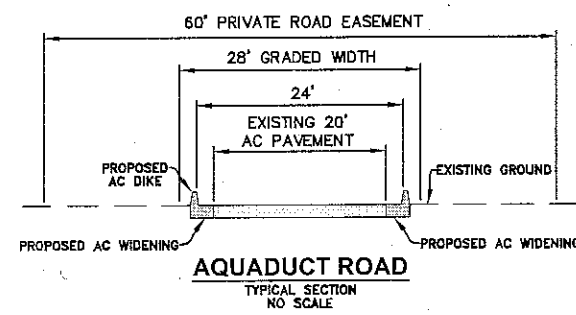 60' PRIVATE ROAD EASEMENT
28' GRADED WIDTH
24'
EXISTING 20'
AC PAVEMENT
PROPOSED
AC DIKE
EXISTING GROUND
PROPOSED AC WIDENING
PROPOSED AC WIDENING
AQUADUCT ROAD
TYPICAL SECTION
NO SCALE